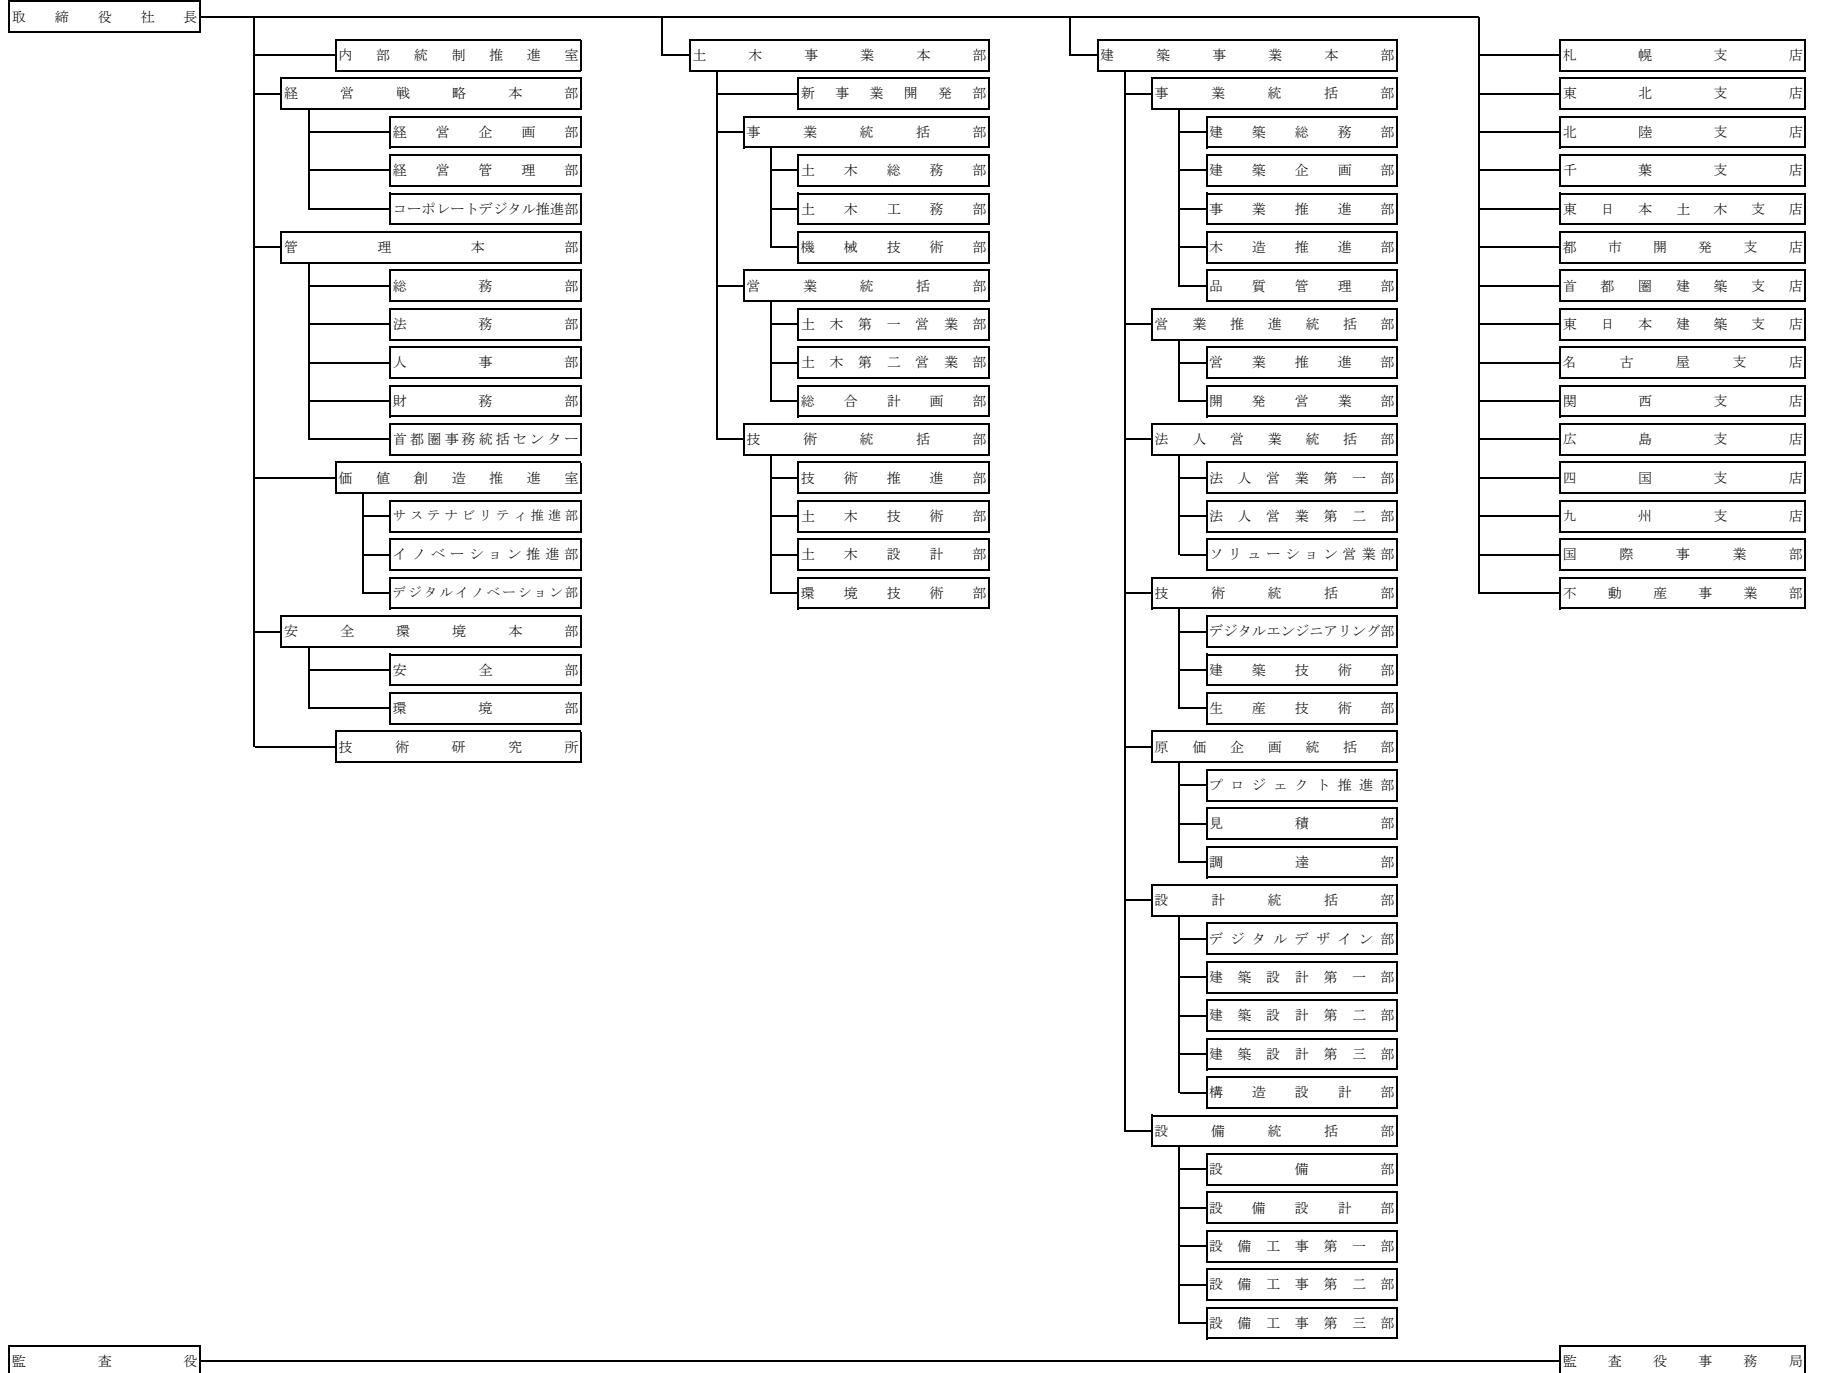 取締役社長
内部統制推進室
経営戦略本部
経営企画部
経営管理部
コーポレートデジタル推進部
管理本部
総務部
法務部
人事部
財務部
首都圏事務統括センター
価値創造推進室
サステナビリティ推進部
イノベーション推進部
デジタルイノベーション部
安全環境本部
安全部
環境部
技術研究所
土木事業本部
新事業開発部
事業統括部
土木総務部
土木工務部
機械技術部
営業統括部
土木第一営業部
土木第二営業部
総合計画部
技術統括部
技術推進部
土木技術部
土木設計部
環境技術部
建築事業本部
事業統括部
建築総務部
建築企画部
事業推進部
木造推進部
品質管理部
営業推進統括部
営業推進部
開発営業部
法人営業統括部
法人営業第一部
法人営業第二部
ソリューション営業部
技術統括部
デジタルエンジニアリング部
建築技術部
生産技術部
原価企画統括部
プロジェクト推進部
見積部
調達部
設計統括部
デジタルデザイン部
建築設計第一部
建築設計第二部
建築設計第三部
構造設計部
設備統括部
設備部
設備設計部
設備工事第一部
設備工事第二部
設備工事第三部
札幌支店
東北支店
北陸支店
千葉支店
東日本土木支店
都市開発支店
首都圏建築支店
東日本建築支店
名古屋支店
関西支店
広島支店
四国支店
九州支店
国際事業部
不動産事業部
監査役
監査役事務局